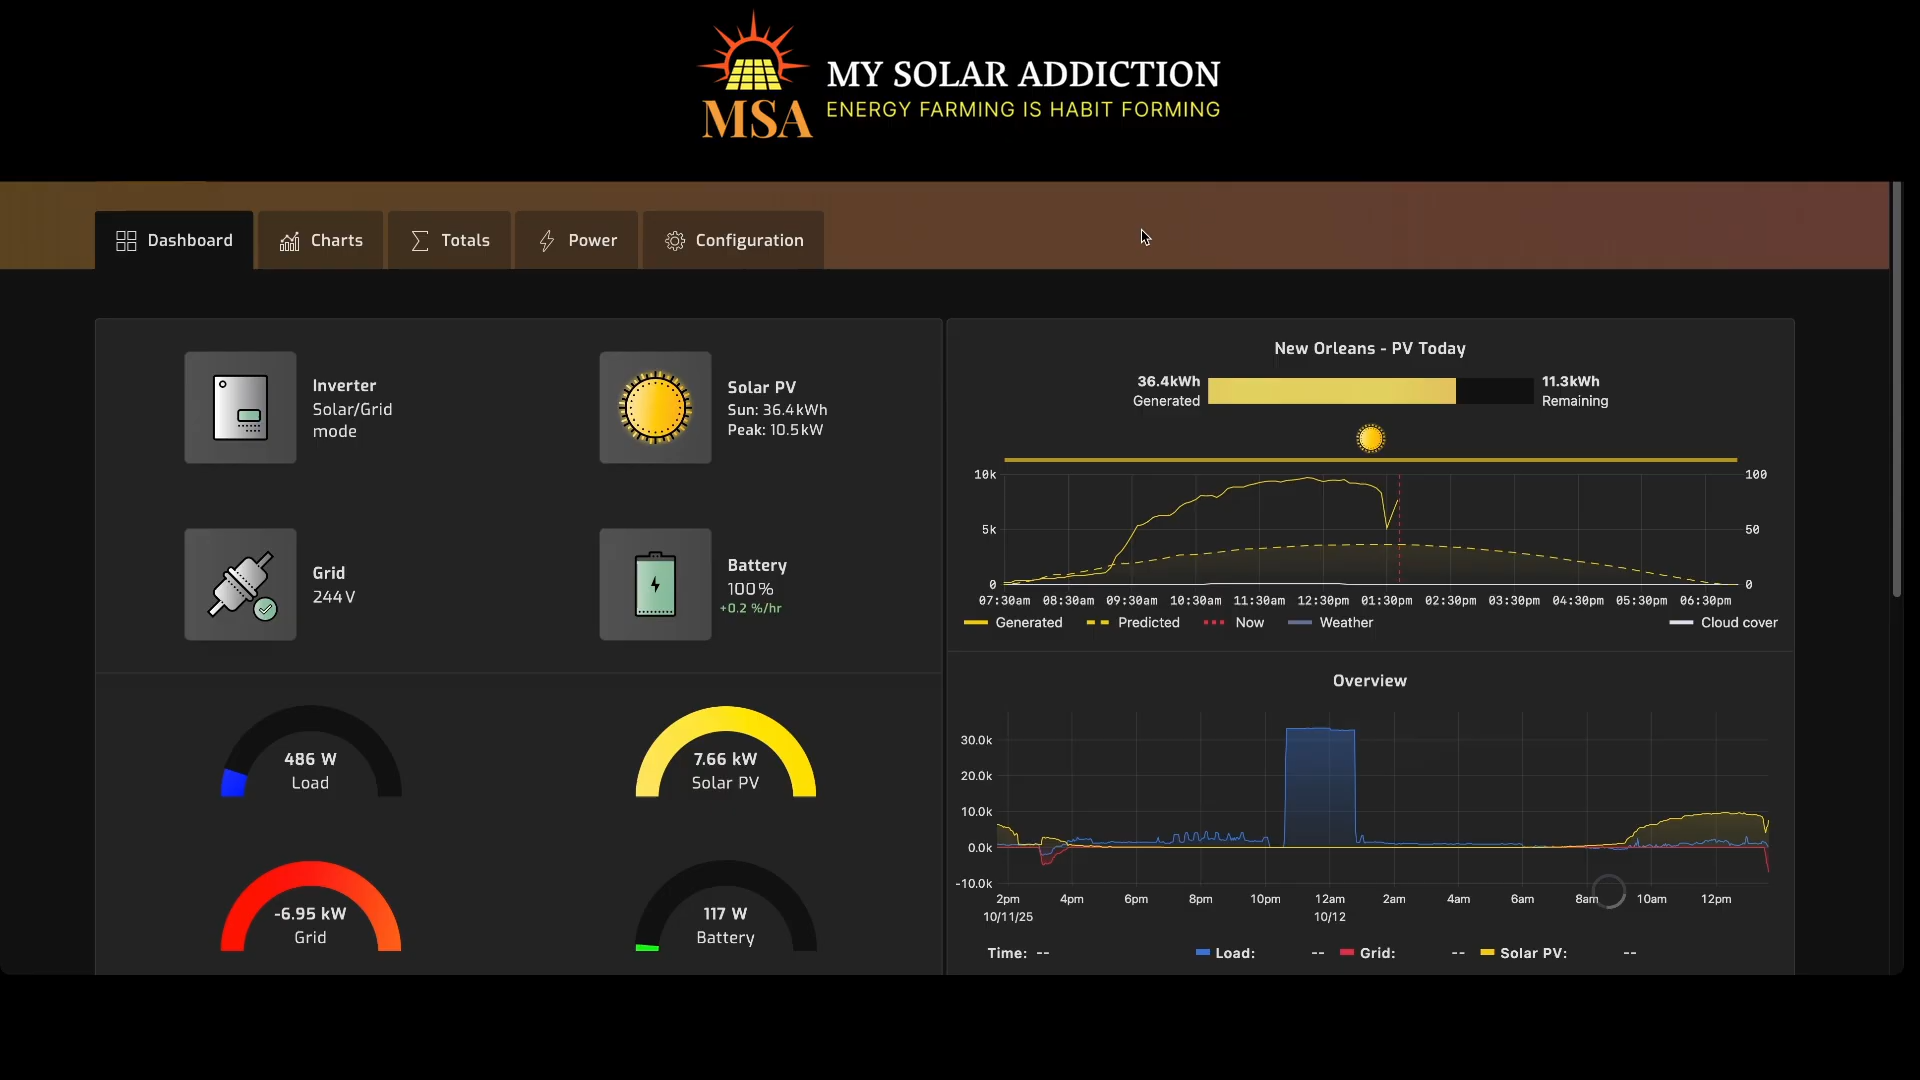 MY SOLAR ADDICTION
ENERGY FARMING IS HABIT FORMING
MSA
Dashboard
Charts
Totals
Power
Configuration
Inverter
Solar/Grid
mode
Solar PV
Sun: 36.4kWh
Peak: 10.5kW
Grid
244 V
Battery
100%
+0.2 %/hr
486 W
Load
7.66 kW
Solar PV
-6.95 kW
Grid
117 W
Battery
New Orleans - PV Today
36.4kWh
Generated
11.3kWh
Remaining
10k 100
5k 50
0 0
07:30am 08:30am 09:30am 10:30am 11:30am 12:30pm 01:30pm 02:30pm 03:30pm 04:30pm 05:30pm 06:30pm
Generated Predicted Now Weather Cloud cover
Overview
30.0k
20.0k
10.0k
0.0k
-10.0k
2pm 4pm 6pm 8pm 10pm 12am 2am 4am 6am 8am 10am 12pm
10/11/25 10/12
Time: -- Load: -- Grid: -- Solar PV: --